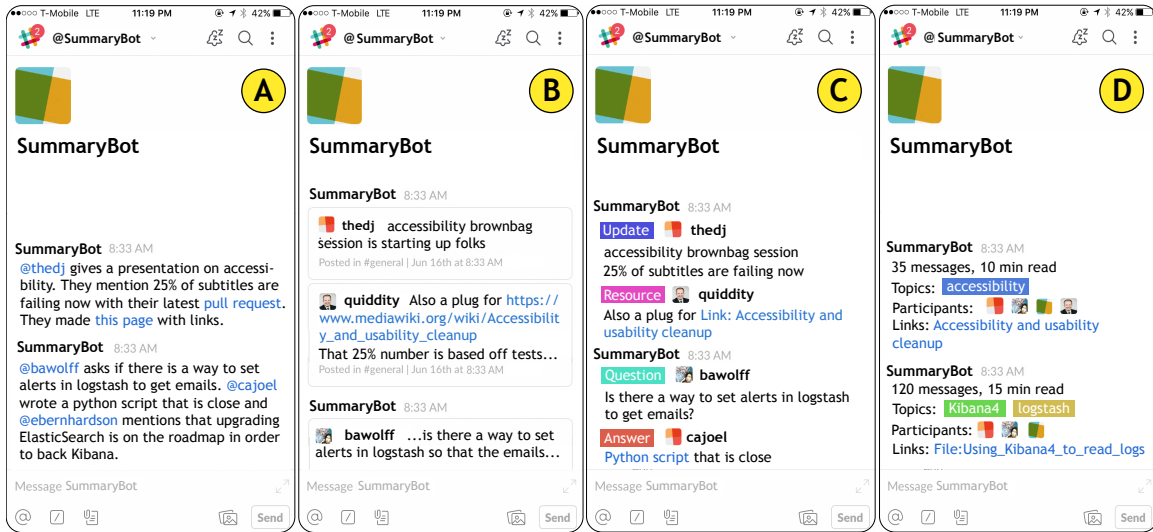 ●●○○○ T-Mobile LTE 11:19 PM 42%
2
@SummaryBot
A
SummaryBot
SummaryBot 8:33 AM
@thedj gives a presentation on accessi-
bility. They mention 25% of subtitles are
failing now with their latest pull request.
They made this page with links.
SummaryBot 8:33 AM
@bawolff asks if there is a way to set
alerts in logstash to get emails. @cajoel
wrote a python script that is close and
@ebernhardson mentions that upgrading
ElasticSearch is on the roadmap in order
to back Kibana.
Message SummaryBot
Send
●●○○○ T-Mobile LTE 11:19 PM 42%
2
@SummaryBot
B
SummaryBot
SummaryBot 8:33 AM
thedj accessibility brownbag
session is starting up folks
Posted in #general | Jun 16th at 8:33 AM
quiddity Also a plug for https://
www.mediawiki.org/wiki/Accessibilit
y_and_usability_cleanup
That 25% number is based off tests...
Posted in #general | Jun 16th at 8:33 AM
SummaryBot 8:33 AM
bawolff ...is there a way to set
alerts in logstash so that the emails...
Message SummaryBot
Send
●●○○○ T-Mobile LTE 11:19 PM 42%
2
@SummaryBot
C
SummaryBot
SummaryBot 8:33 AM
Update thedj
accessibility brownbag session
25% of subtitles are failing now
Resource quiddity
Also a plug for Link: Accessibility and
usability cleanup
SummaryBot 8:33 AM
Question bawolff
Is there a way to set alerts in logstash
to get emails?
Answer cajoel
Python script that is close
Message SummaryBot
Send
●●○○○ T-Mobile LTE 11:19 PM 42%
2
@SummaryBot
D
SummaryBot
SummaryBot 8:33 AM
35 messages, 10 min read
Topics: accessibility
Participants:
Links: Accessibility and usability
cleanup
SummaryBot 8:33 AM
120 messages, 15 min read
Topics: Kibana4 logstash
Participants:
Links: File:Using_Kibana4_to_read_logs
Message SummaryBot
Send